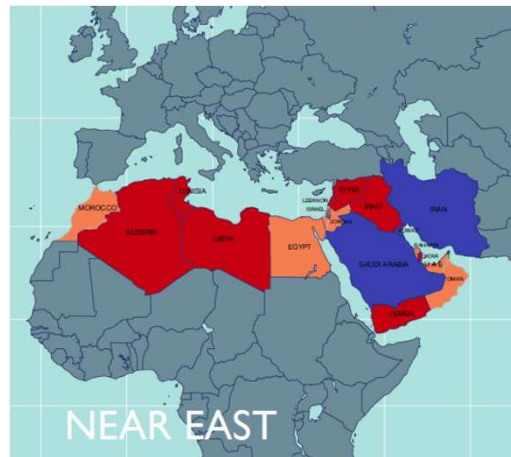 TUNISIA
MOROCCO
ALGERIA
LIBYA
EGYPT
LEBANON
ISRAEL
SYRIA
IRAQ
IRAN
JORDAN
KUWAIT
BAHRAIN
QATAR
U A E
SAUDI ARABIA
OMAN
YEMEN
NEAR EAST